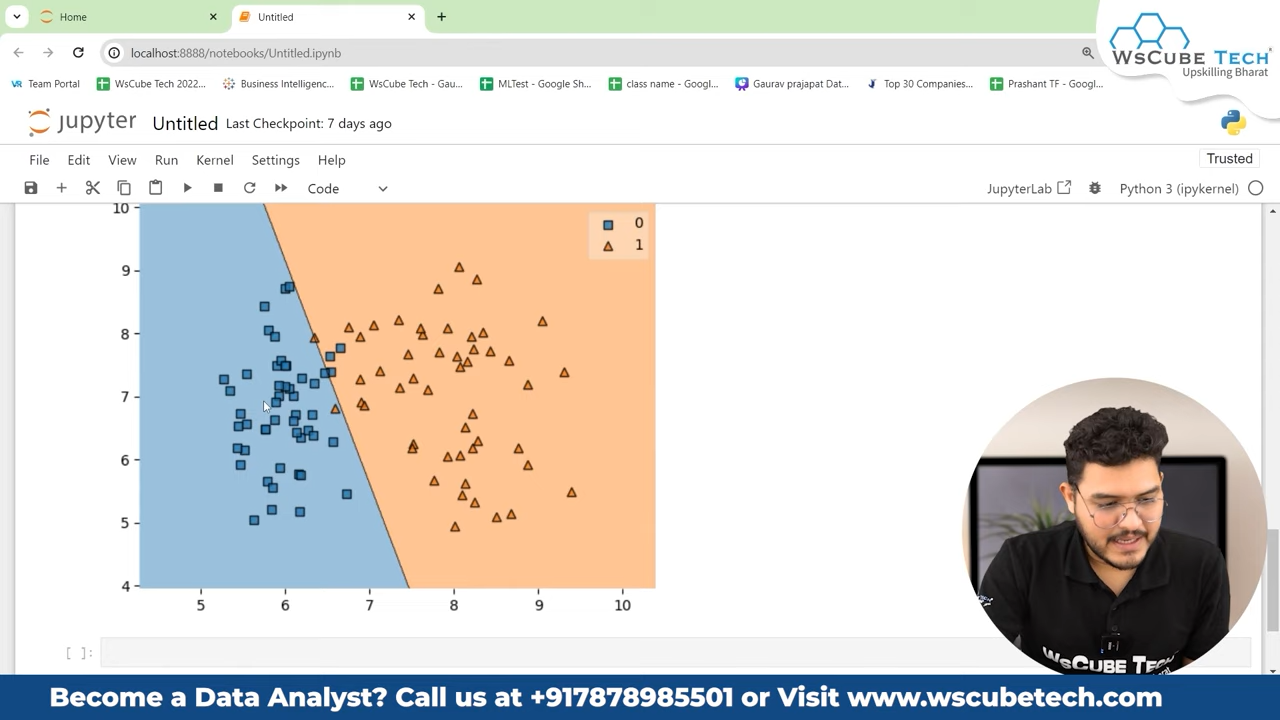 Home
Untitled
localhost:8888/notebooks/Untitled.ipynb
WsCube Tech
Upskilling Bharat
VR Team Portal
WsCube Tech 2022...
Business Intelligenc...
WsCube Tech - Gau...
MLTest - Google Sh...
class name - Googl...
Gaurav prajapat Dat...
Top 30 Companies...
Prashant TF - Goog...
jupyter Untitled Last Checkpoint: 7 days ago
File Edit View Run Kernel Settings Help
Trusted
Code
JupyterLab
Python 3 (ipykernel)
10
9
8
7
6
5
4
0
1
5 6 7 8 9 10
[ ]:
WsCube Tech
Become a Data Analyst? Call us at +917878985501 or Visit www.wscubetech.com